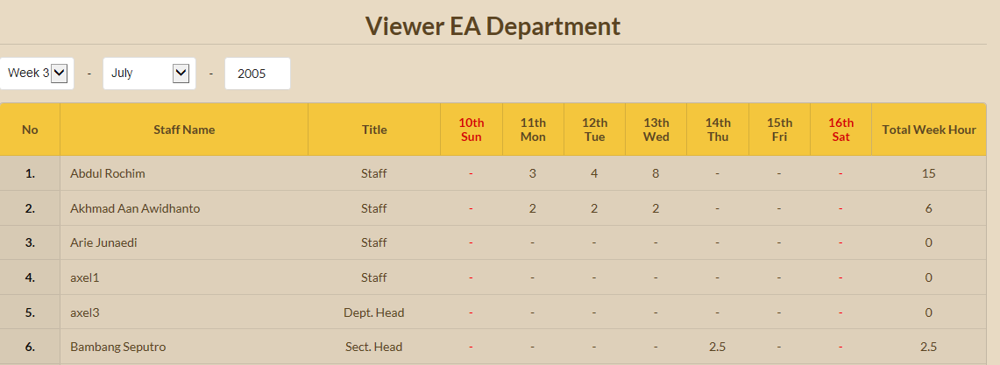 Viewer EA Department
Week 3 - July - 2005
No Staff Name Title 10th Sun 11th Mon 12th Tue 13th Wed 14th Thu 15th Fri 16th Sat Total Week Hour
1. Abdul Rochim Staff - 3 4 8 - - - 15
2. Akhmad Aan Awidhanto Staff - 2 2 2 - - - 6
3. Arie Junaedi Staff - - - - - - - 0
4. axel1 Staff - - - - - - - 0
5. axel3 Dept. Head - - - - - - - 0
6. Bambang Seputro Sect. Head - - - - 2.5 - - 2.5